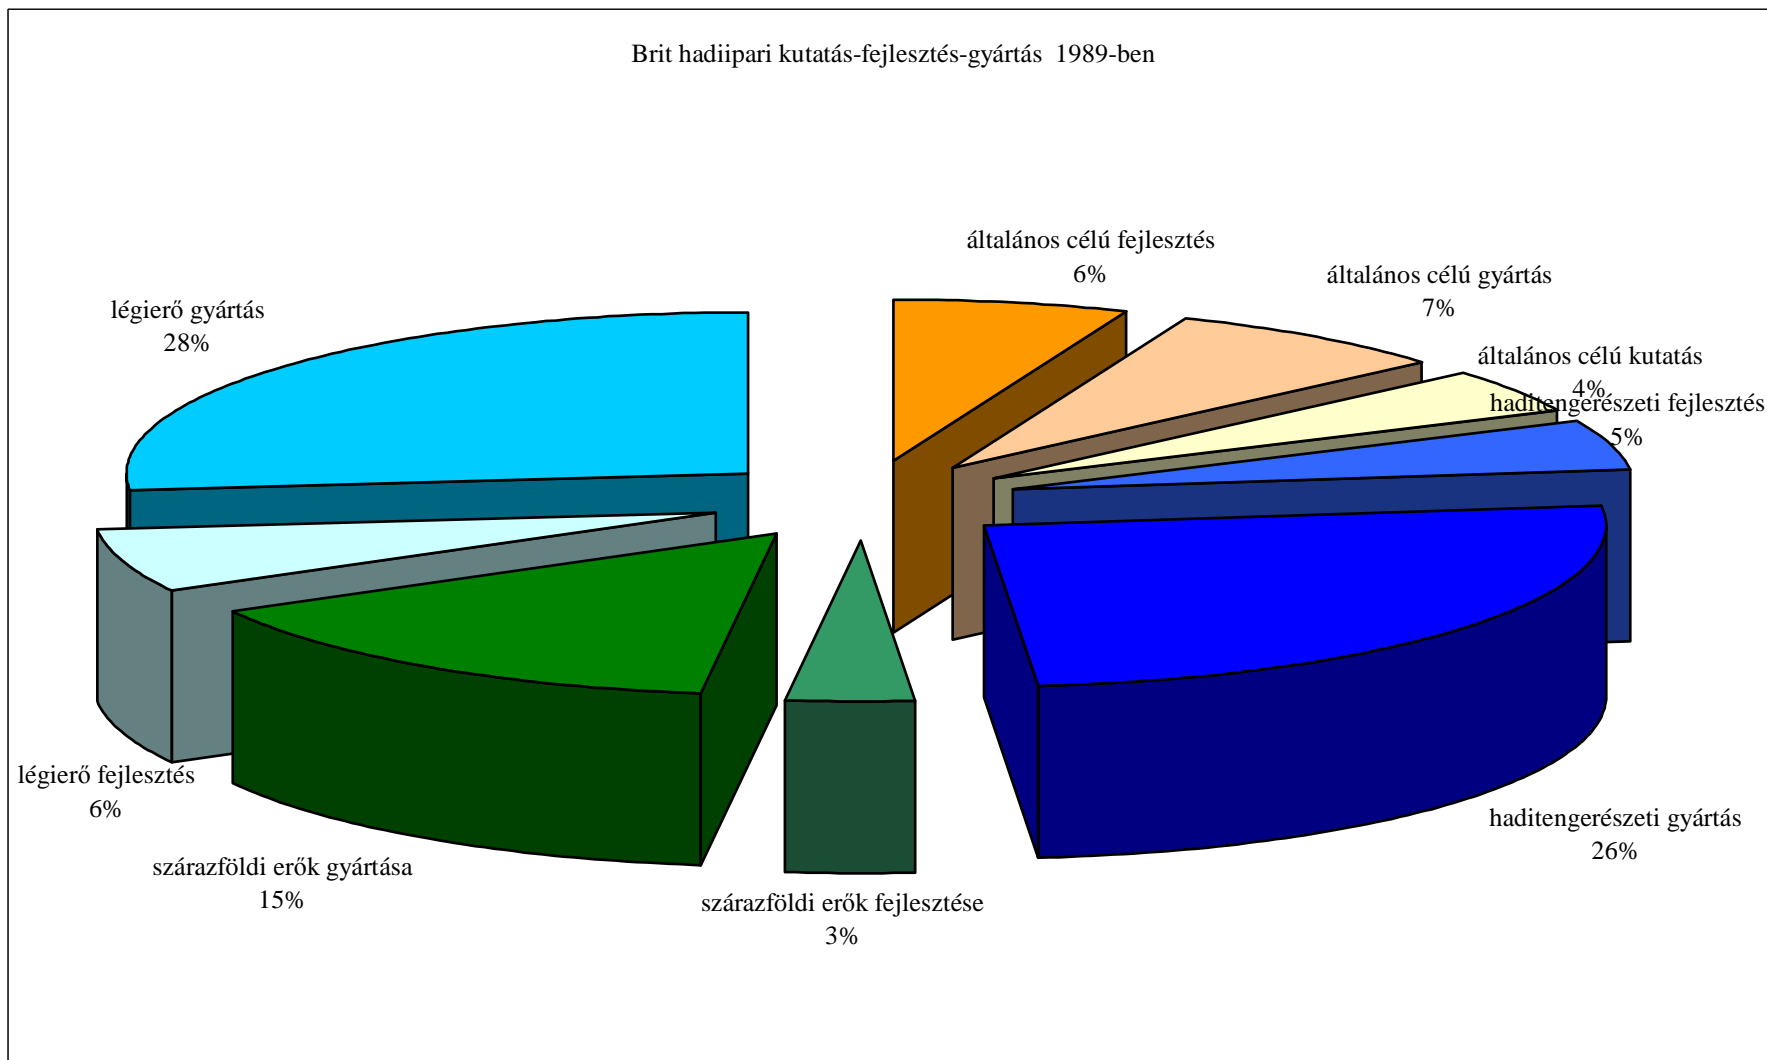 Brit hadiipari kutatás-fejlesztés-gyártás  1989-ben
általános célú fejlesztés
6%
általános célú gyártás
7%
légierő gyártás
28%
általános célú kutatás
4%
haditengerészeti fejlesztés
5%
légierő fejlesztés
6%
haditengerészeti gyártás
26%
szárazföldi erők gyártása
15%
szárazföldi erők fejlesztése
3%